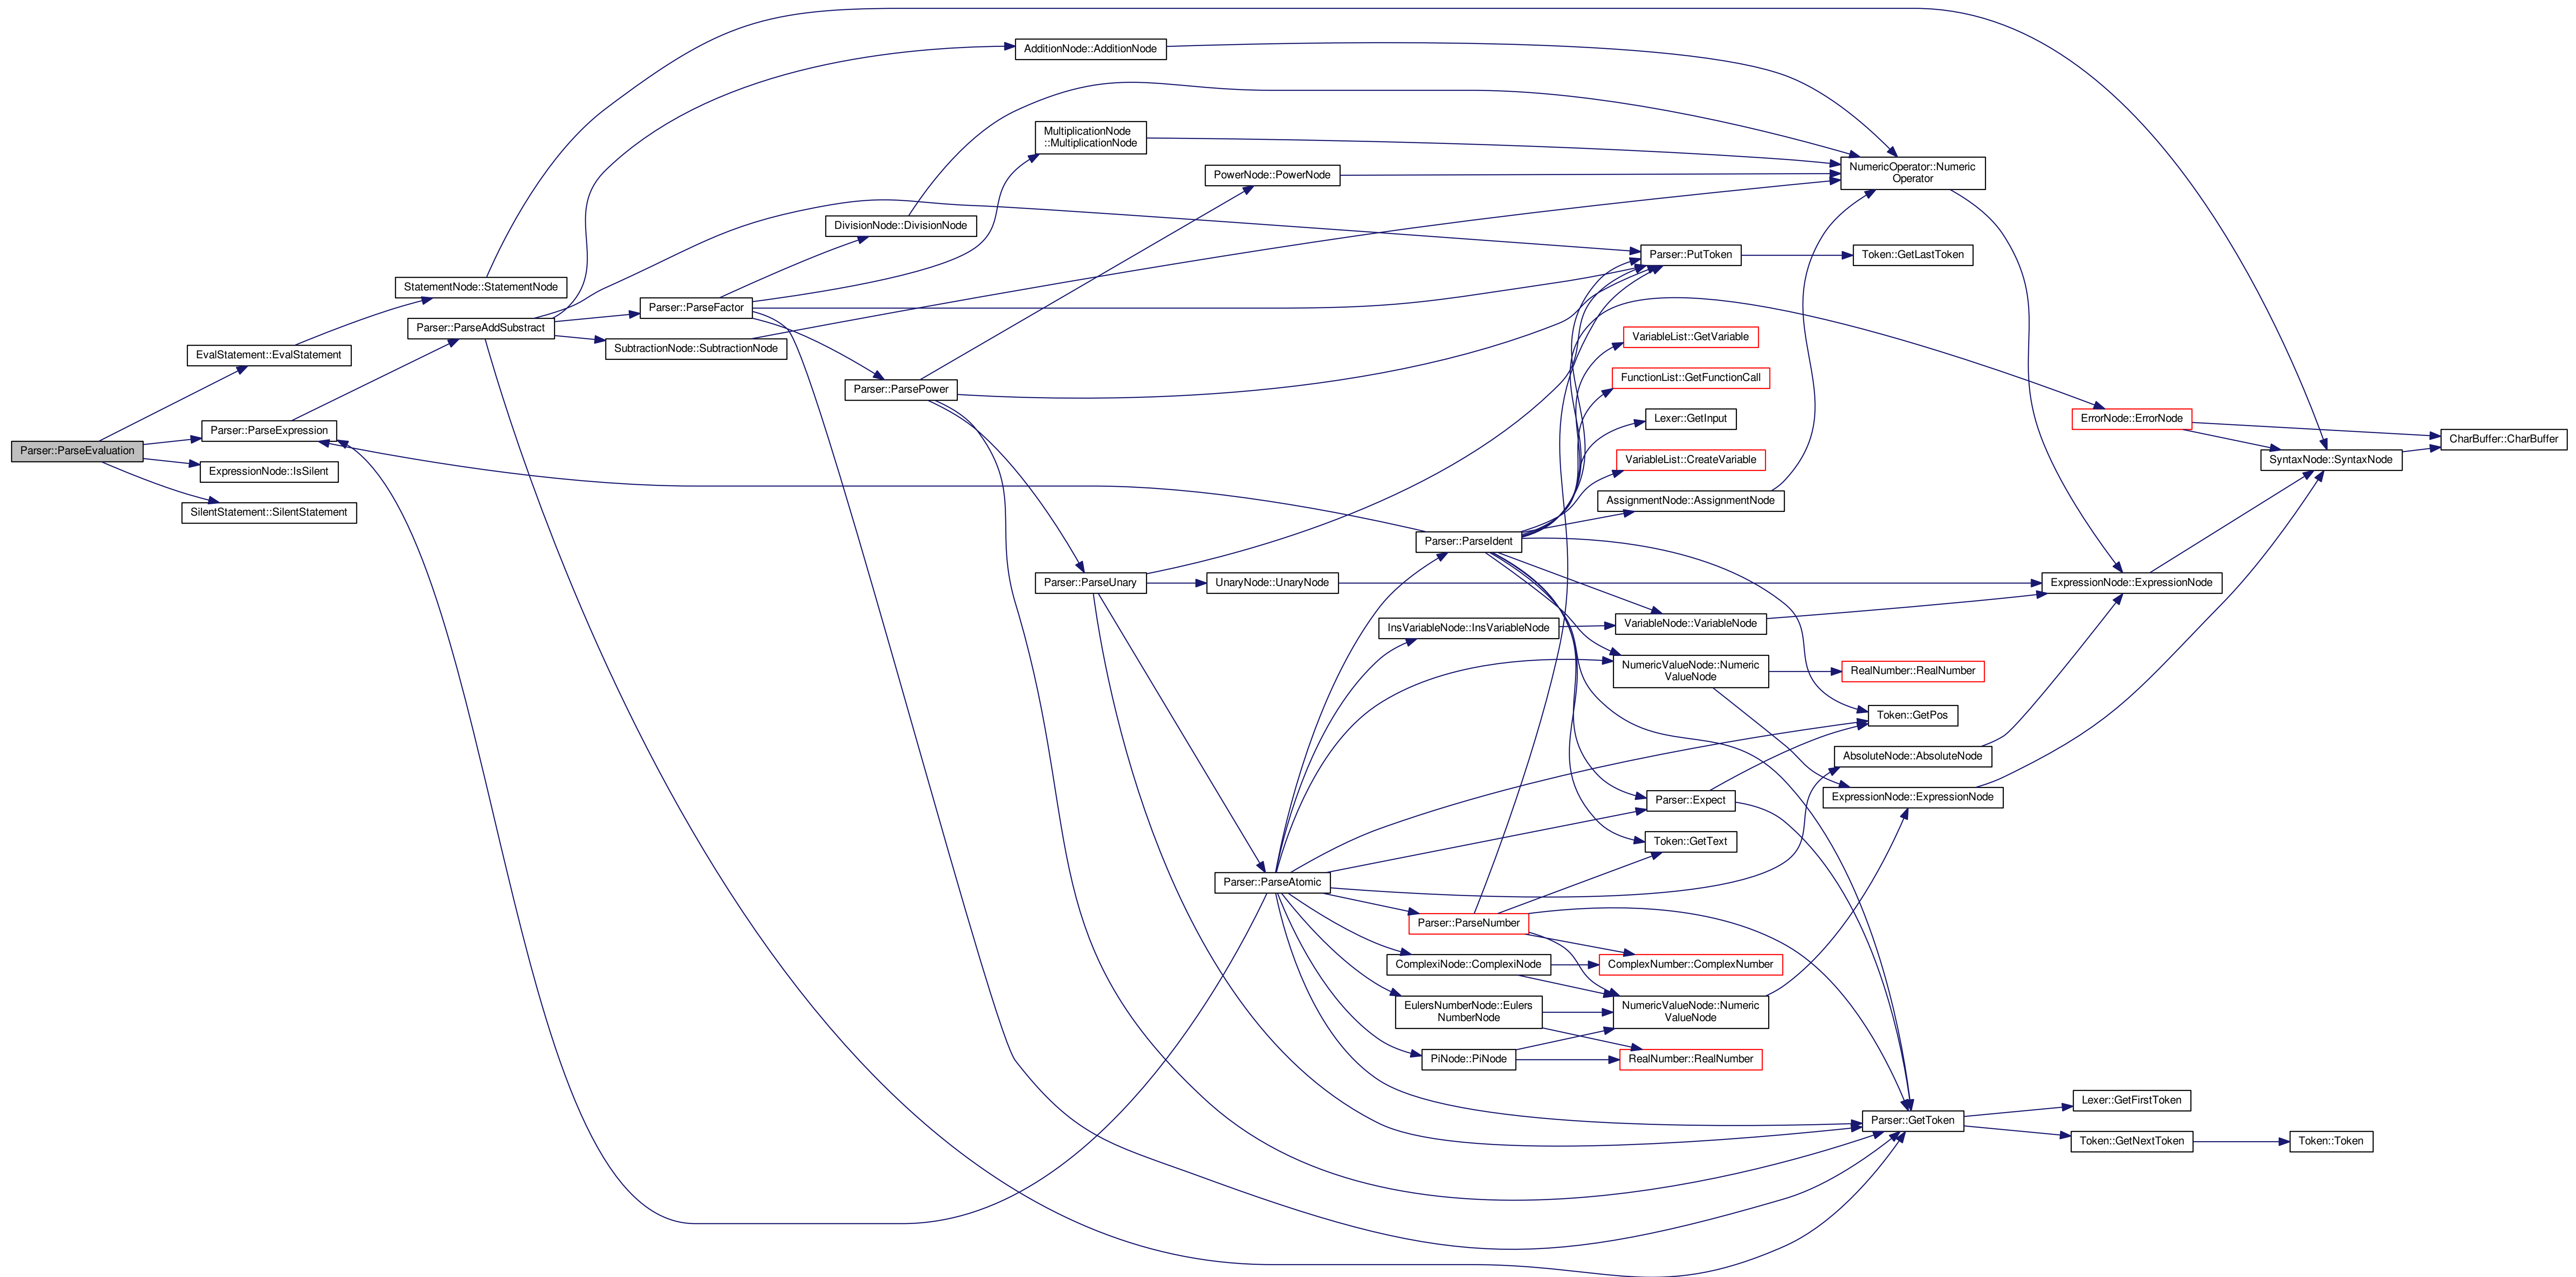 Parser::ParseEvaluation
EvalStatement::EvalStatement
Parser::ParseExpression
ExpressionNode::IsSilent
SilentStatement::SilentStatement
StatementNode::StatementNode
Parser::ParseAddSubstract
Parser::ParseFactor
SubtractionNode::SubtractionNode
DivisionNode::DivisionNode
Parser::ParsePower
AdditionNode::AdditionNode
MultiplicationNode
::MultiplicationNode
Parser::ParseUnary
PowerNode::PowerNode
UnaryNode::UnaryNode
Parser::ParseAtomic
Parser::ParseIdent
InsVariableNode::InsVariableNode
Parser::ParseNumber
ComplexiNode::ComplexiNode
EulersNumberNode::Eulers
NumberNode
PiNode::PiNode
Parser::PutToken
VariableList::GetVariable
FunctionList::GetFunctionCall
Lexer::GetInput
VariableList::CreateVariable
AssignmentNode::AssignmentNode
VariableNode::VariableNode
NumericValueNode::Numeric
ValueNode
Parser::Expect
Token::GetText
ComplexNumber::ComplexNumber
NumericValueNode::Numeric
ValueNode
RealNumber::RealNumber
NumericOperator::Numeric
Operator
Token::GetLastToken
RealNumber::RealNumber
Token::GetPos
AbsoluteNode::AbsoluteNode
ExpressionNode::ExpressionNode
Parser::GetToken
ErrorNode::ErrorNode
ExpressionNode::ExpressionNode
Lexer::GetFirstToken
Token::GetNextToken
SyntaxNode::SyntaxNode
Token::Token
CharBuffer::CharBuffer